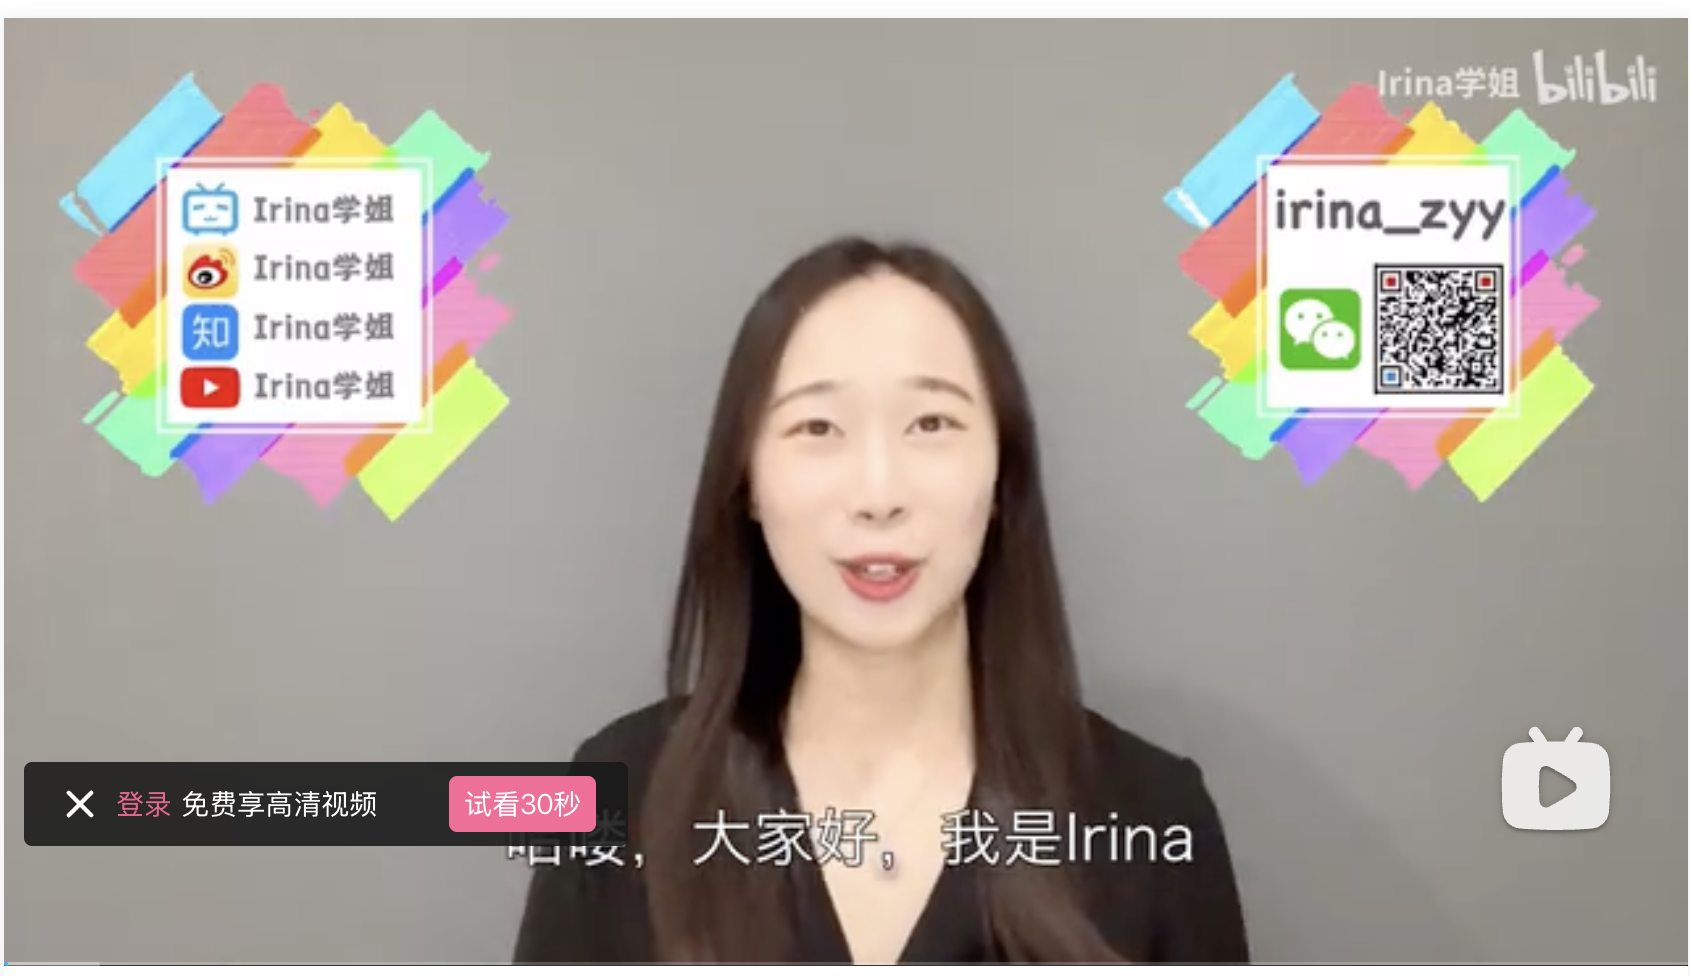 Irina学姐 bilibili
Irina学姐
Irina学姐
知 Irina学姐
Irina学姐
irina_zyy
登录 免费享高清视频 试看30秒
哈喽，大家好，我是Irina